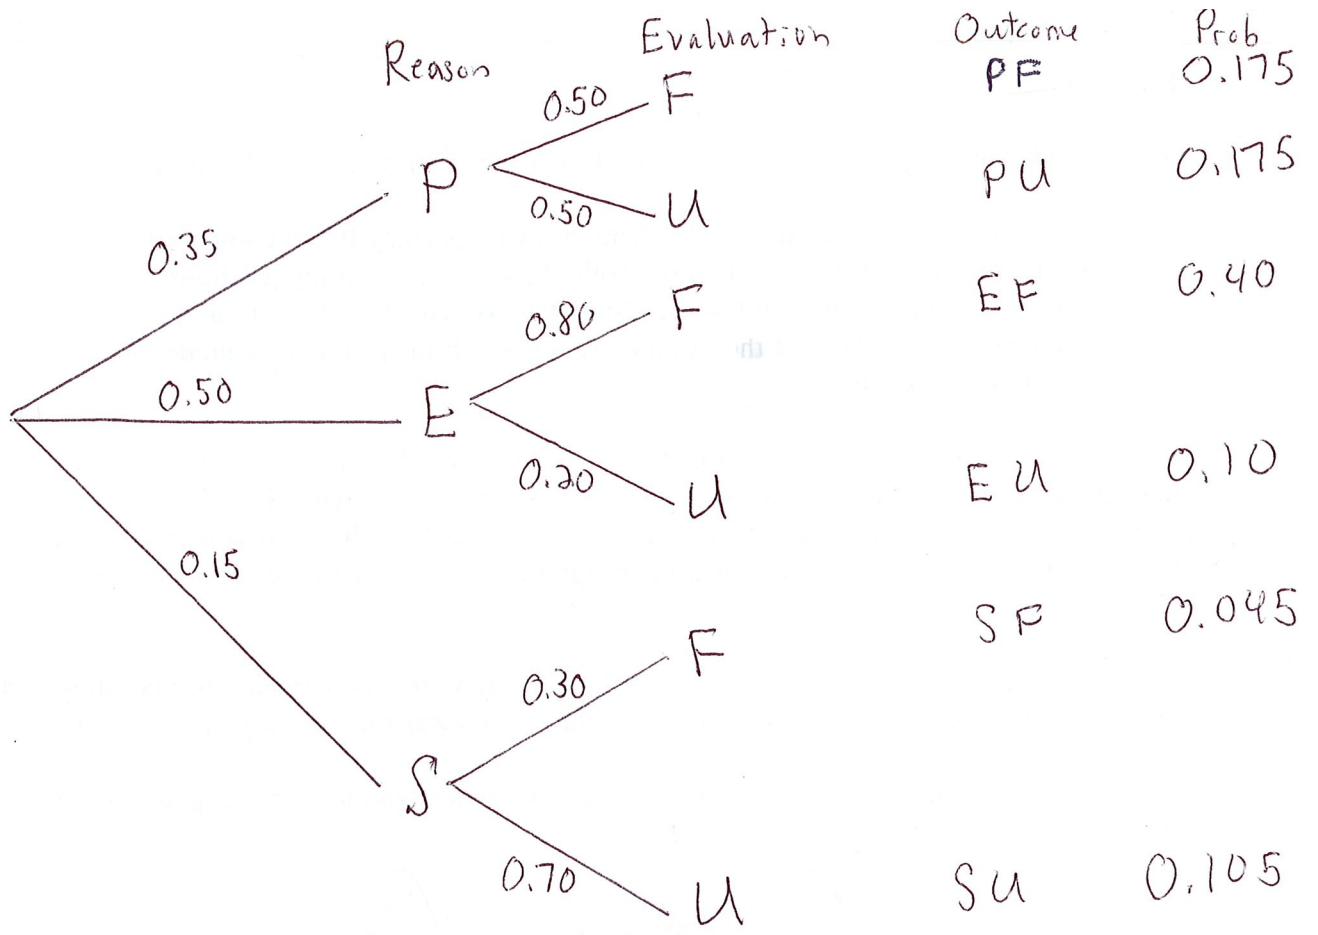 Reason Evaluation Outcome Prob
0.50 F PF 0.175
P
0.50 U PU 0.175
0.35
0.80 F EF 0.40
0.50 E
0.20 U EU 0.10
0.15
0.30 F SF 0.045
S
0.70 U SU 0.105